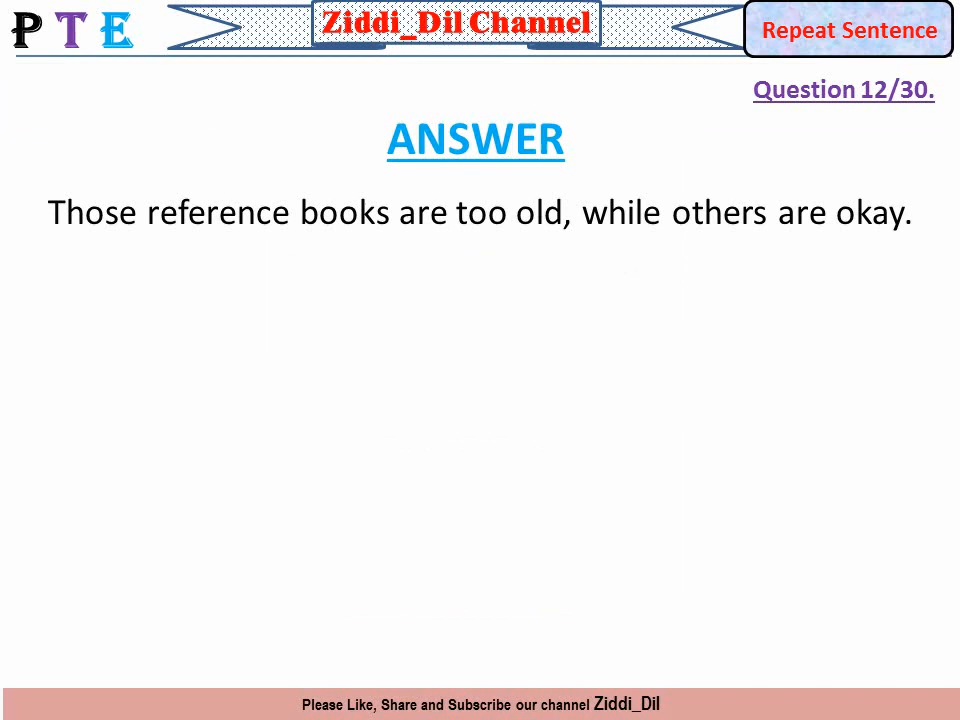 P T E
Ziddi_Dil Channel
Repeat Sentence
Question 12/30.
ANSWER
Those reference books are too old, while others are okay.
Please Like, Share and Subscribe our channel Ziddi_Dil